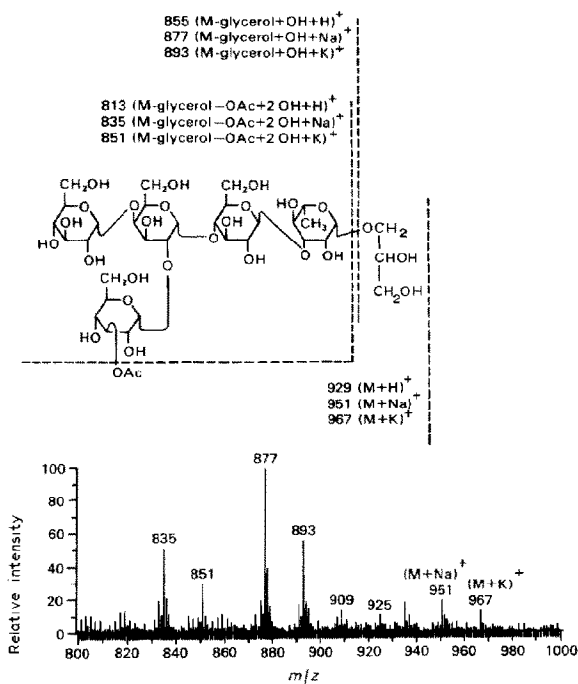 855 (M-glycerol+OH+H)⁺
877 (M-glycerol+OH+Na)⁺
893 (M-glycerol+OH+K)⁺
813 (M-glycerol–OAc+2 OH+H)⁺
835 (M-glycerol–OAc+2 OH+Na)⁺
851 (M-glycerol–OAc+2 OH+K)⁺
CH₂OH CH₂OH CH₂OH
O O O O HO O OCH₂
OH OH OH CH₃
HO HO O HO O OH CHOH
OH OH O OH O OH
O CH₂OH
CH₂OH
O O
HO
OH
OAc
929 (M+H)⁺
951 (M+Na)⁺
967 (M+K)⁺
Relative intensity
100
80
60
40
20
0
877
835
851
893
909
925
(M+Na)⁺
951
(M+K)⁺
967
800 820 840 860 880 900 920 940 960 980 1000
m/z